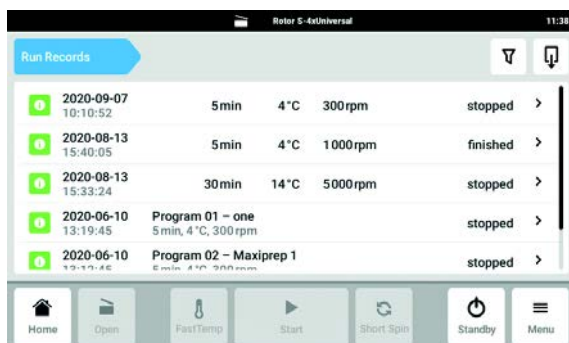 Rotor S-4xUniversal 11:38
Run Records
2020-09-07 5min 4°C 300rpm stopped
10:10:52
2020-08-13 5min 4°C 1000rpm finished
15:40:05
2020-08-13 30min 14°C 5000rpm stopped
15:33:24
2020-06-10 Program 01 – one stopped
13:19:45 5min, 4°C, 300rpm
2020-06-10 Program 02 – Maxiprep 1 stopped
Home Open FastTemp Start Short Spin Standby Menu